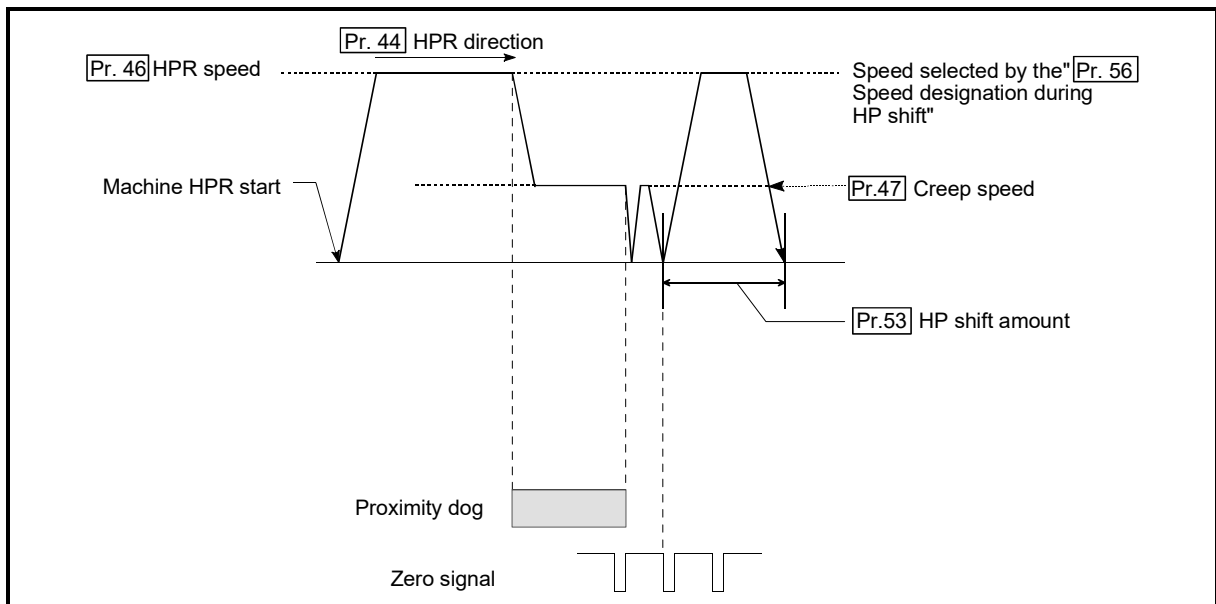 Pr. 44 HPR direction
Pr. 46 HPR speed
Speed selected by the" Pr. 56
Speed designation during
HP shift"
Machine HPR start
Pr.47 Creep speed
Pr.53 HP shift amount
Proximity dog
Zero signal